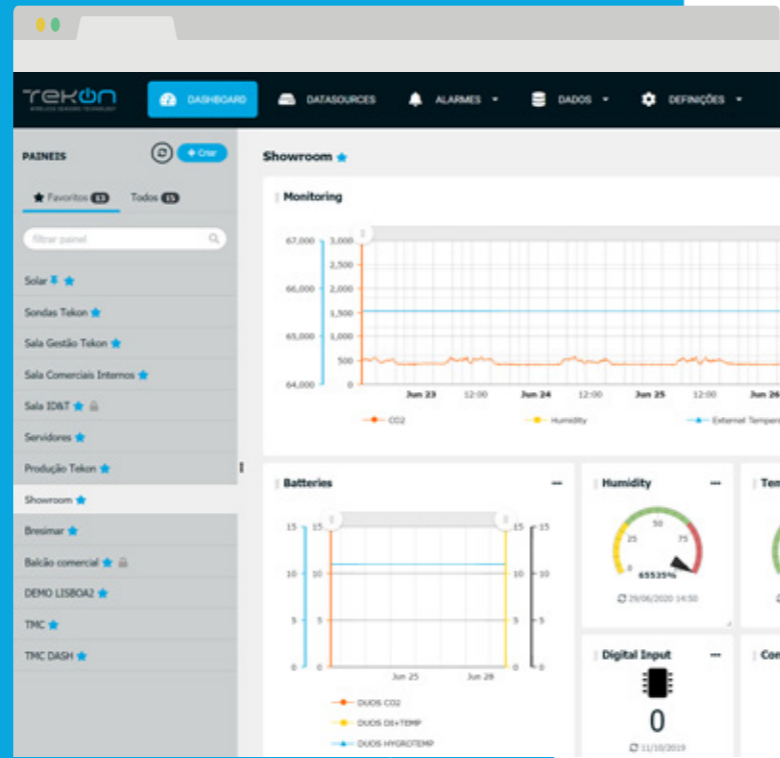 TEKON
WIRELESS SENSORS TECHNOLOGY
DASHBOARD
DATASOURCES
ALARMES
DADOS
DEFINIÇÕES
PAINEIS
+ Criar
Favoritos 13
Todos 15
filtrar painel
Solar
Sondas Tekon
Sala Gestão Tekon
Sala Comerciais Internos
Sala ID&T
Servidores
Produção Tekon
Showroom
Bresimar
Balcão comercial
DEMO LISBOA2
TMC
TMC DASH
Showroom
Monitoring
67,000 3,000
2,500
66,000 2,000
1,500
65,000 1,000
500
64,000 0
Jun 23 12:00 Jun 24 12:00 Jun 25 12:00 Jun 26
CO2 Humidity External Tempera
Batteries
15 15 15 15
10 10 10 10
5 5 5 5
0 0 0 0
Jun 25 Jun 28
DUOS CO2
DUOS DI+TEMP
DUOS HYGROTEMP
Humidity
50
25 75
0
65535%
29/06/2020 14:50
Digital Input
0
11/10/2019
Tem
Con